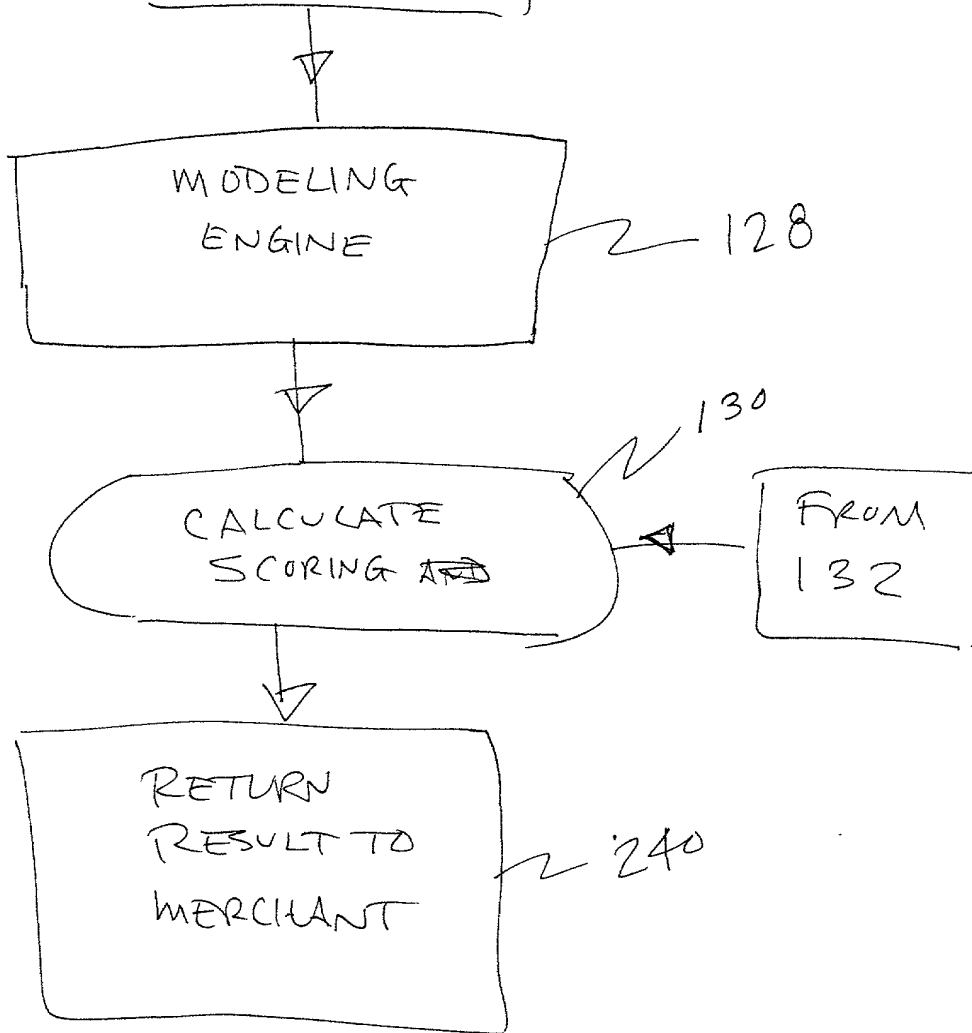 MODELING
ENGINE
128
130
CALCULATE
SCORING
FROM
132
RETURN
RESULT TO
MERCHANT
240